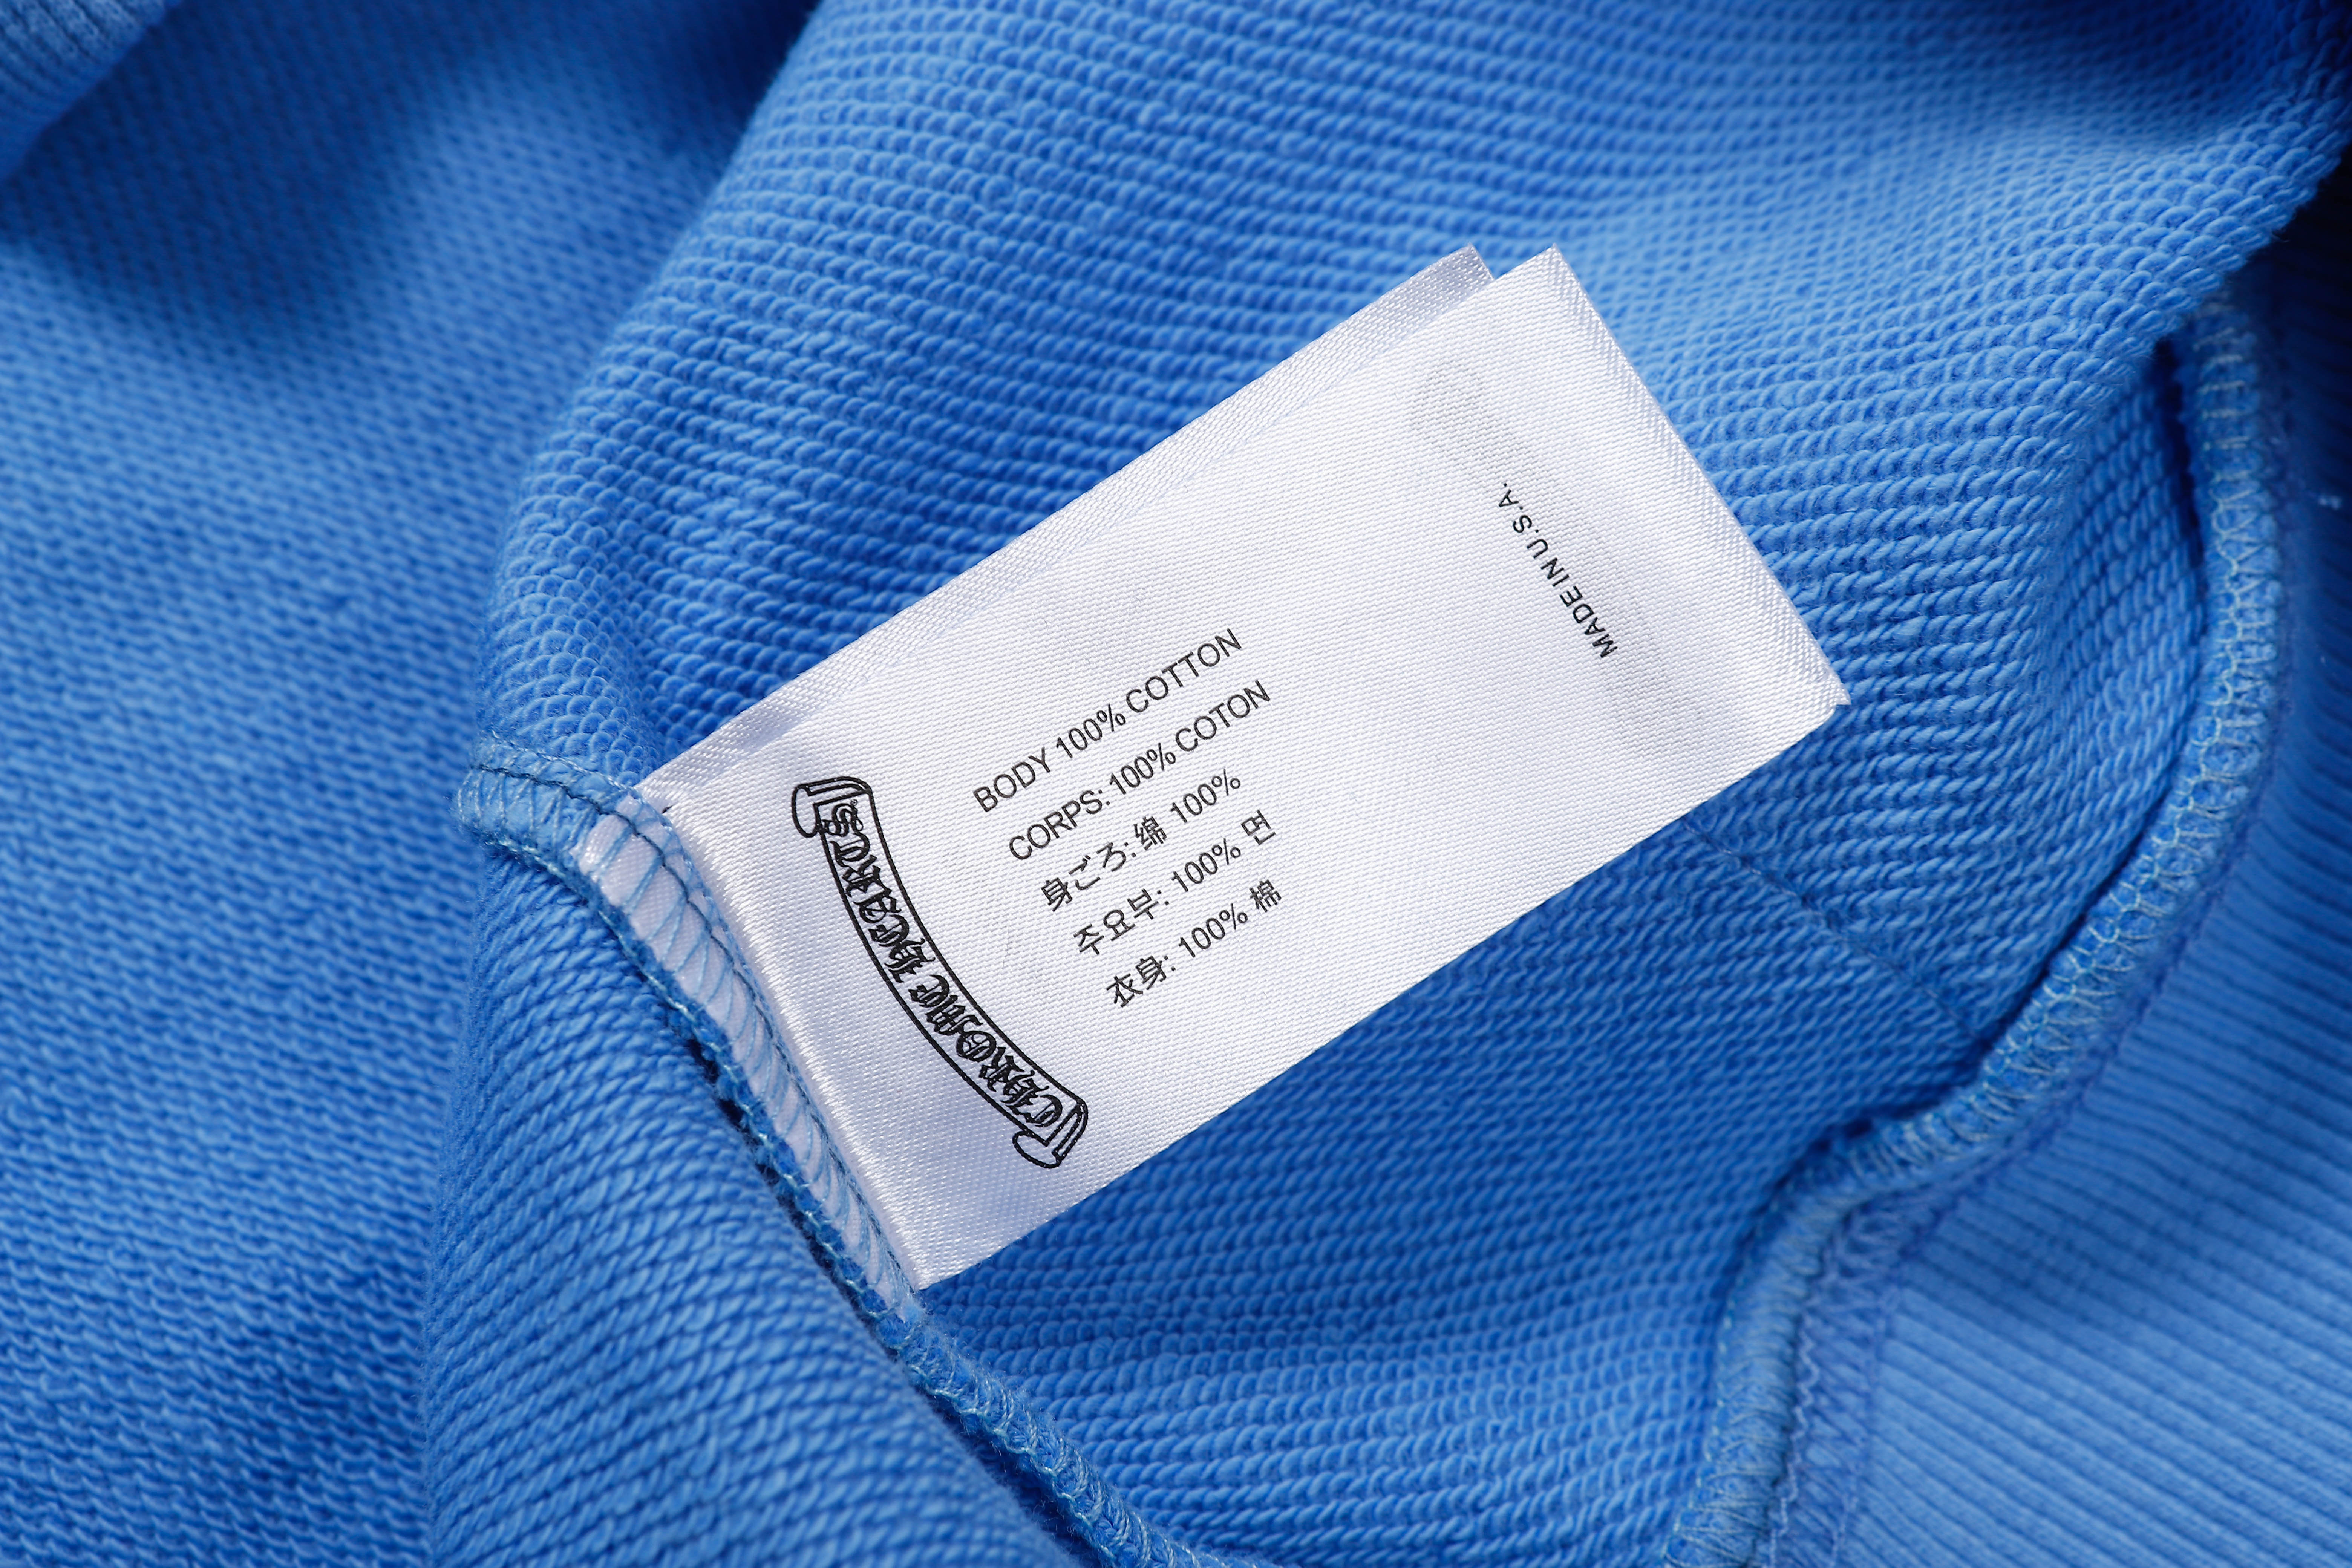 CHROME HEARTS
BODY 100% COTTON
CORPS: 100% COTON
身ごろ: 綿 100%
주요부: 100% 면
衣身: 100% 棉
MADE IN U.S.A.